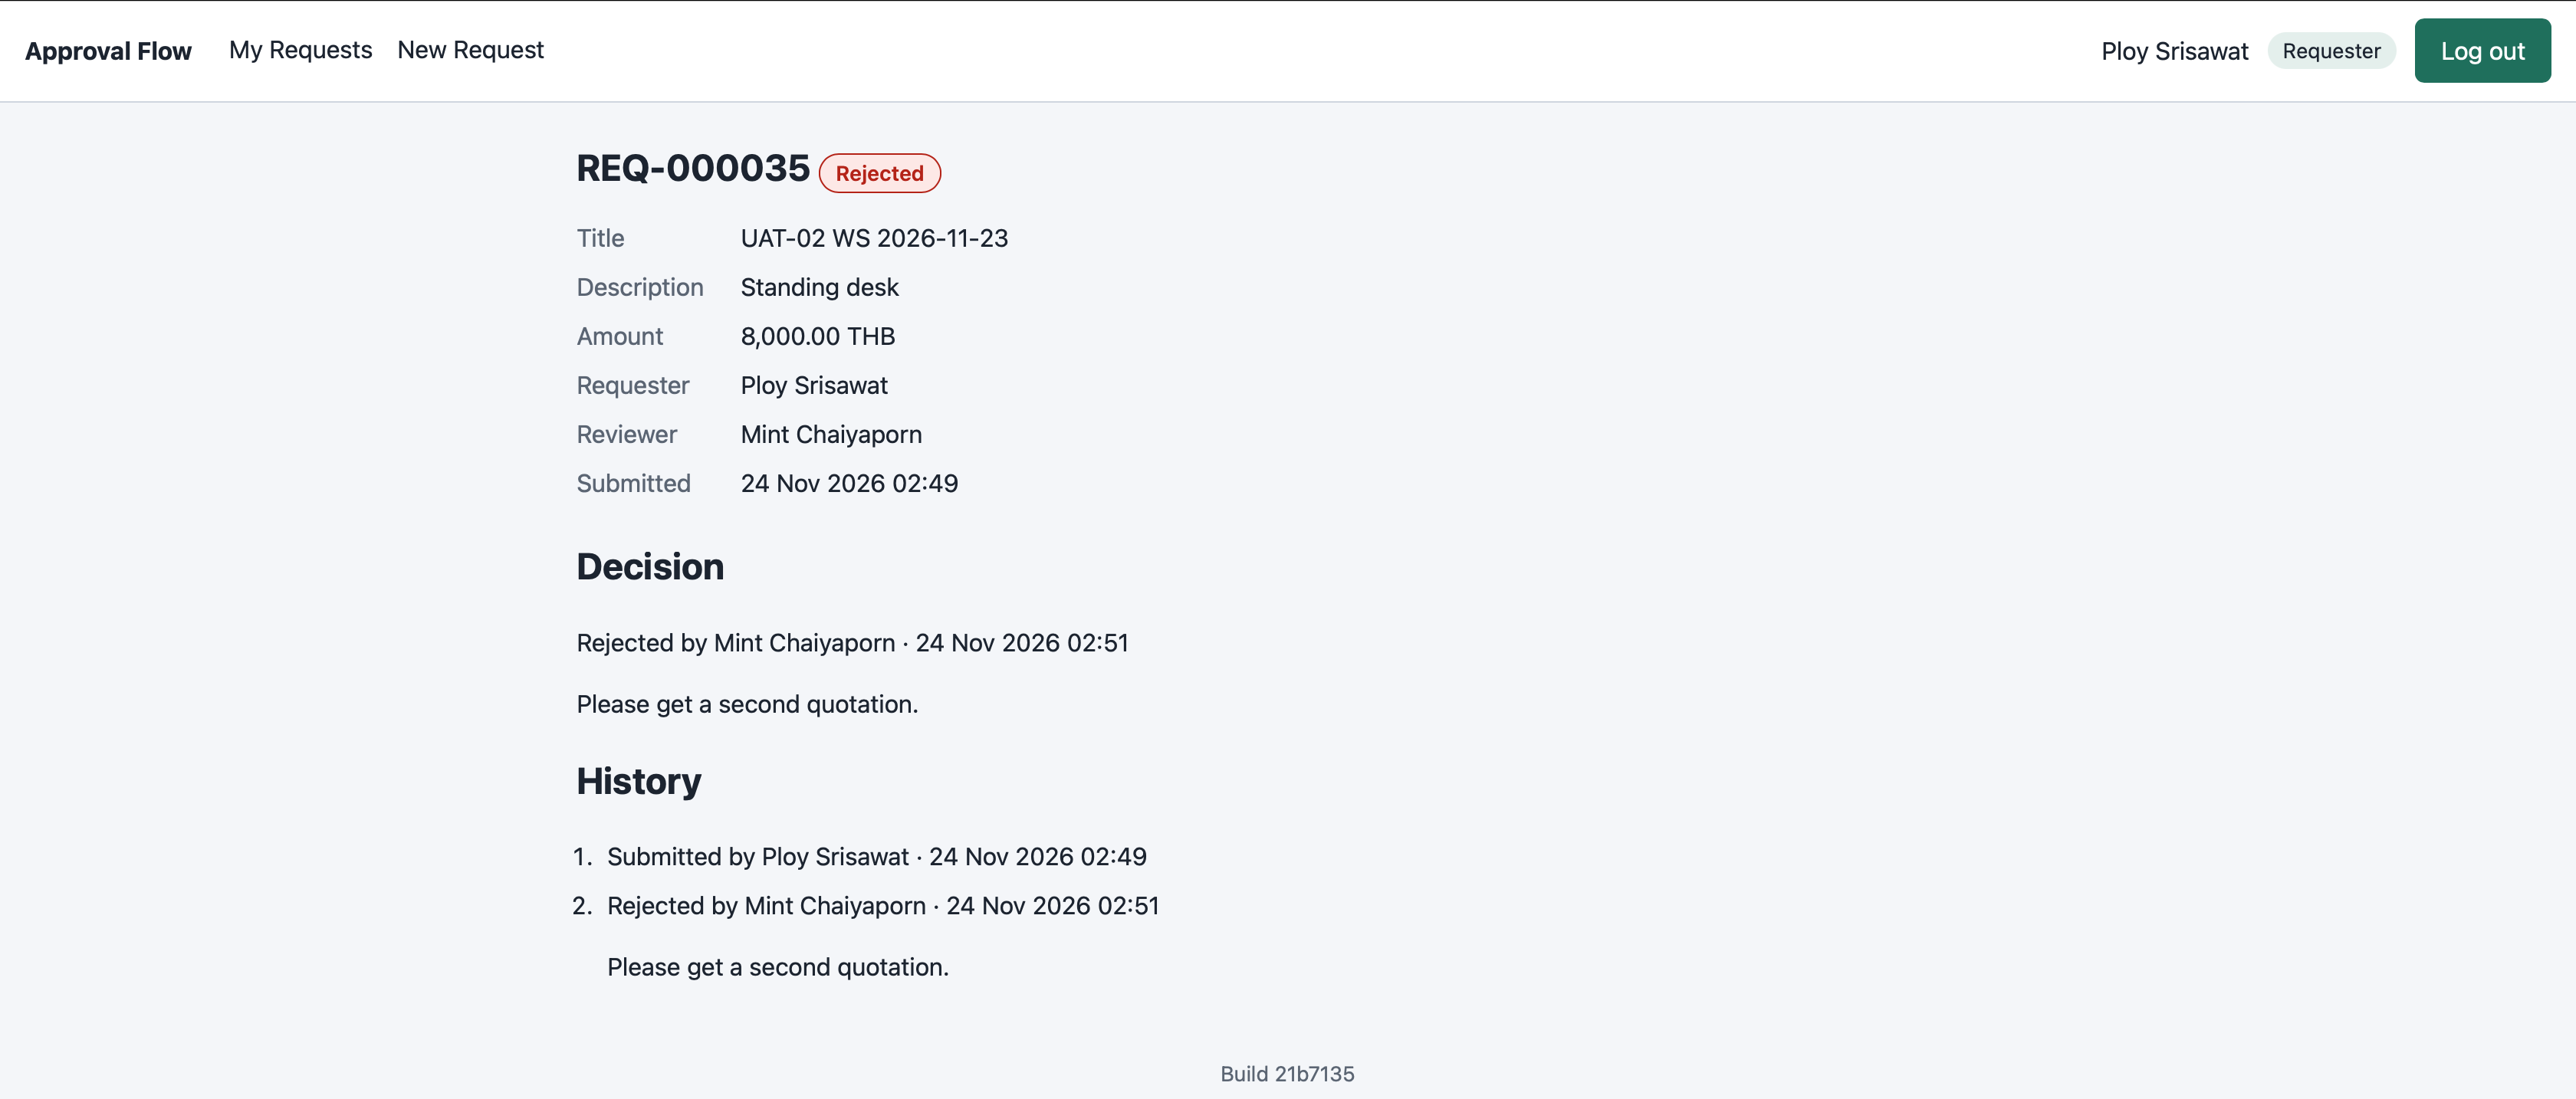 Approval Flow My Requests New Request Ploy Srisawat Requester Log out
REQ-000035 Rejected
Title UAT-02 WS 2026-11-23
Description Standing desk
Amount 8,000.00 THB
Requester Ploy Srisawat
Reviewer Mint Chaiyaporn
Submitted 24 Nov 2026 02:49
Decision
Rejected by Mint Chaiyaporn · 24 Nov 2026 02:51
Please get a second quotation.
History
1. Submitted by Ploy Srisawat · 24 Nov 2026 02:49
2. Rejected by Mint Chaiyaporn · 24 Nov 2026 02:51
Please get a second quotation.
Build 21b7135